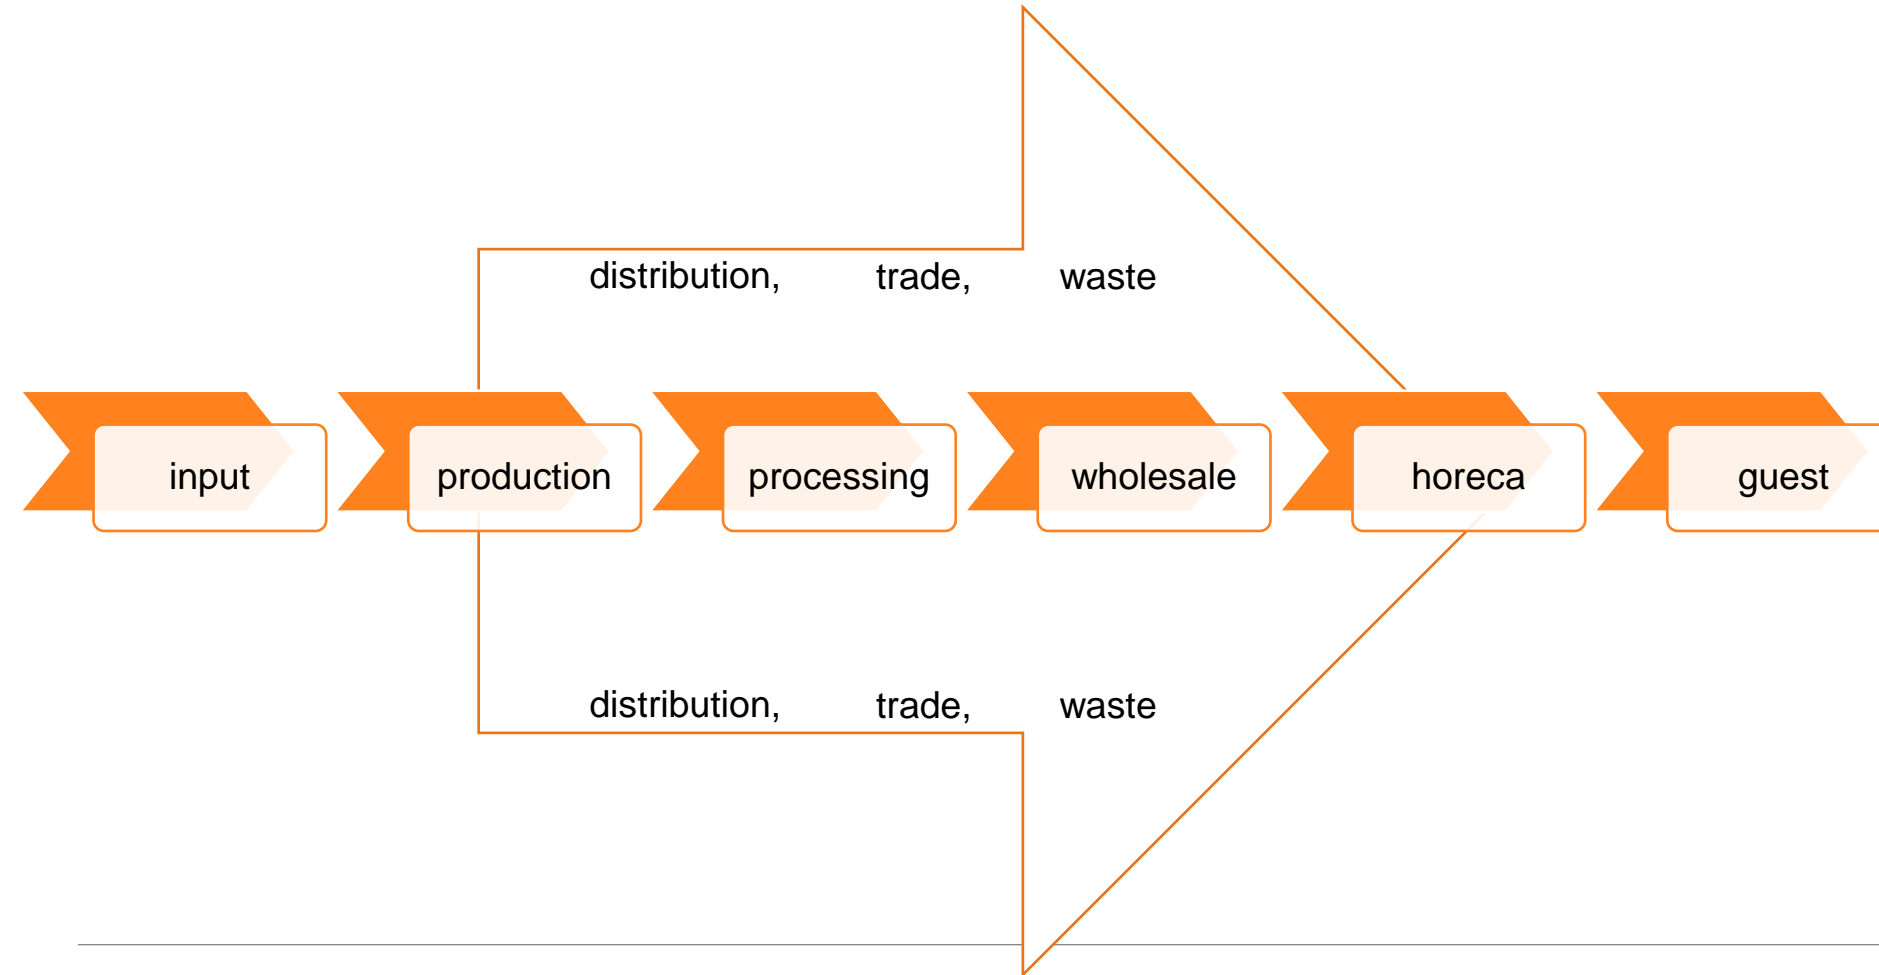 distribution, trade, waste
input production processing wholesale horeca guest
distribution, trade, waste